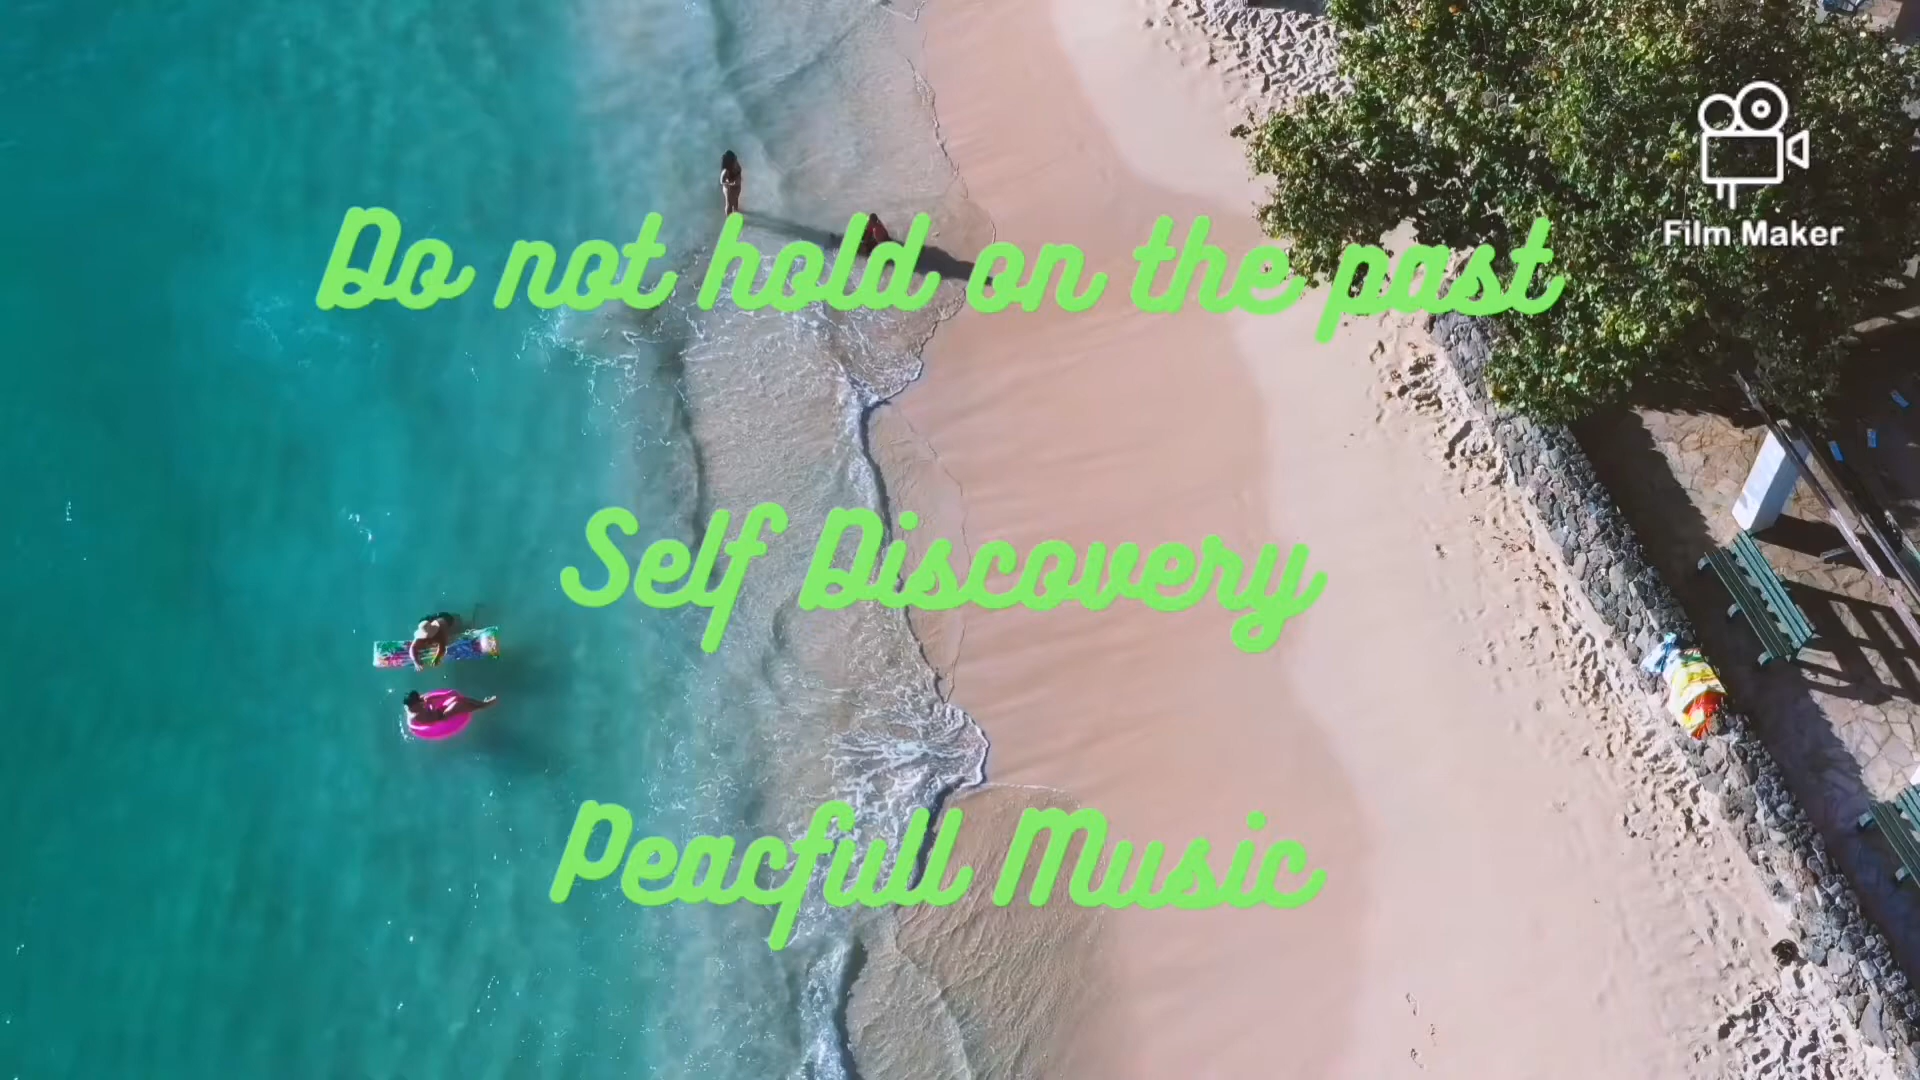 Do not hold on the past
Film Maker
Self Discovery
Peacfull Music